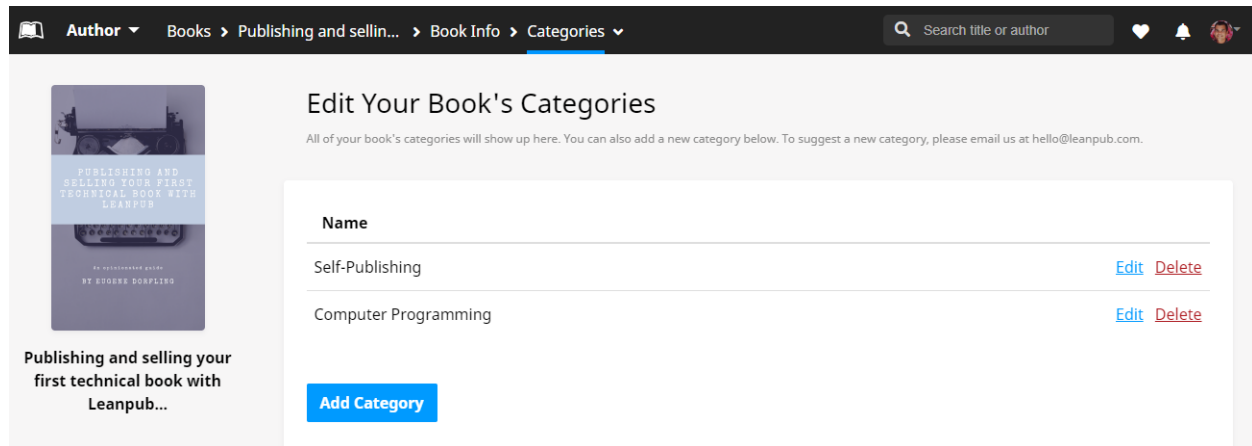 Author Books > Publishing and sellin... > Book Info > Categories Search title or author
Edit Your Book's Categories
All of your book's categories will show up here. You can also add a new category below. To suggest a new category, please email us at hello@leanpub.com.
PUBLISHING AND
SELLING YOUR FIRST
TECHNICAL BOOK WITH
LEANPUB
An opinionated guide
BY EUGENE DORFLING
Publishing and selling your
first technical book with
Leanpub...
Name
Self-Publishing Edit Delete
Computer Programming Edit Delete
Add Category